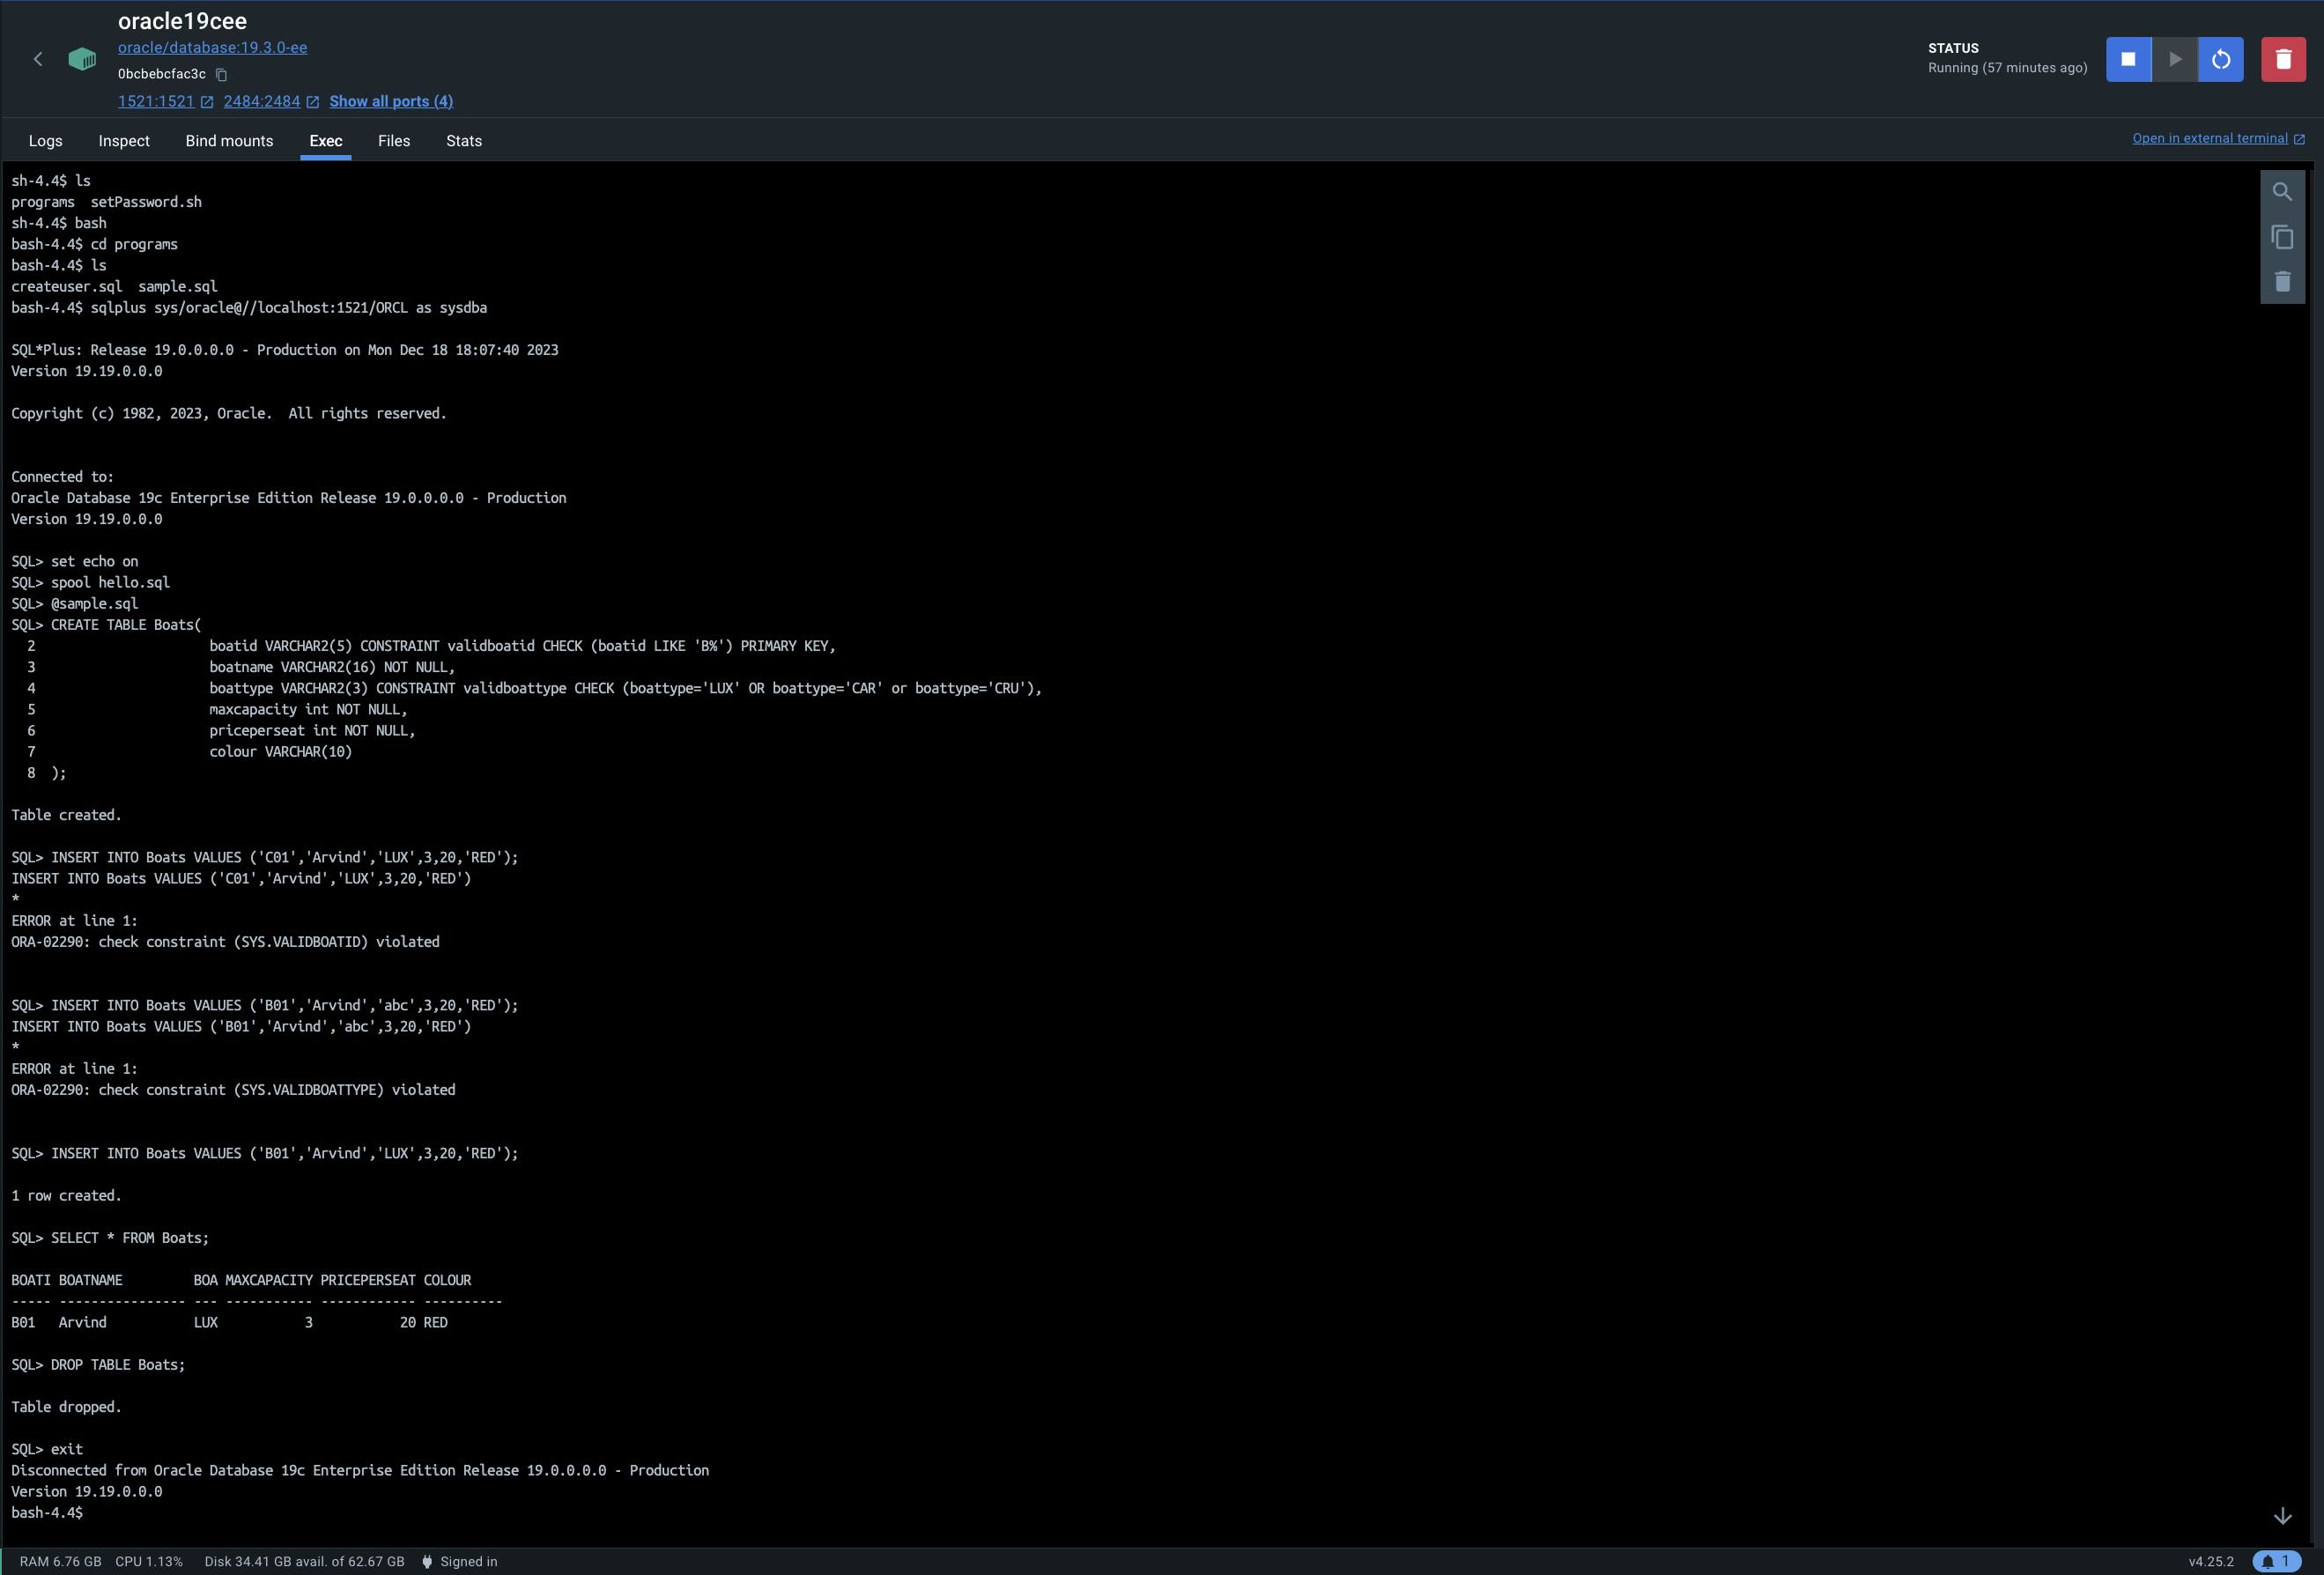 oracle19cee
oracle/database:19.3.0-ee
0bcbebcfac3c
1521:1521 2484:2484 Show all ports (4)
STATUS
Running (57 minutes ago)
Logs Inspect Bind mounts Exec Files Stats
Open in external terminal
sh-4.4$ ls
programs  setPassword.sh
sh-4.4$ bash
bash-4.4$ cd programs
bash-4.4$ ls
createuser.sql  sample.sql
bash-4.4$ sqlplus sys/oracle@//localhost:1521/ORCL as sysdba
SQL*Plus: Release 19.0.0.0.0 - Production on Mon Dec 18 18:07:40 2023
Version 19.19.0.0.0
Copyright (c) 1982, 2023, Oracle.  All rights reserved.
Connected to:
Oracle Database 19c Enterprise Edition Release 19.0.0.0.0 - Production
Version 19.19.0.0.0
SQL> set echo on
SQL> spool hello.sql
SQL> @sample.sql
SQL> CREATE TABLE Boats(
2 boatid VARCHAR2(5) CONSTRAINT validboatid CHECK (boatid LIKE 'B%') PRIMARY KEY,
3 boatname VARCHAR2(16) NOT NULL,
4 boattype VARCHAR2(3) CONSTRAINT validboattype CHECK (boattype='LUX' OR boattype='CAR' or boattype='CRU'),
5 maxcapacity int NOT NULL,
6 priceperseat int NOT NULL,
7 colour VARCHAR(10)
8 );
Table created.
SQL> INSERT INTO Boats VALUES ('C01','Arvind','LUX',3,20,'RED');
INSERT INTO Boats VALUES ('C01','Arvind','LUX',3,20,'RED')
*
ERROR at line 1:
ORA-02290: check constraint (SYS.VALIDBOATID) violated
SQL> INSERT INTO Boats VALUES ('B01','Arvind','abc',3,20,'RED');
INSERT INTO Boats VALUES ('B01','Arvind','abc',3,20,'RED')
*
ERROR at line 1:
ORA-02290: check constraint (SYS.VALIDBOATTYPE) violated
SQL> INSERT INTO Boats VALUES ('B01','Arvind','LUX',3,20,'RED');
1 row created.
SQL> SELECT * FROM Boats;
BOATI BOATNAME         BOA MAXCAPACITY PRICEPERSEAT COLOUR
----- ---------------- --- ----------- ------------ ----------
B01   Arvind           LUX           3           20 RED
SQL> DROP TABLE Boats;
Table dropped.
SQL> exit
Disconnected from Oracle Database 19c Enterprise Edition Release 19.0.0.0.0 - Production
Version 19.19.0.0.0
bash-4.4$
RAM 6.76 GB CPU 1.13% Disk 34.41 GB avail. of 62.67 GB Signed in
v4.25.2 1